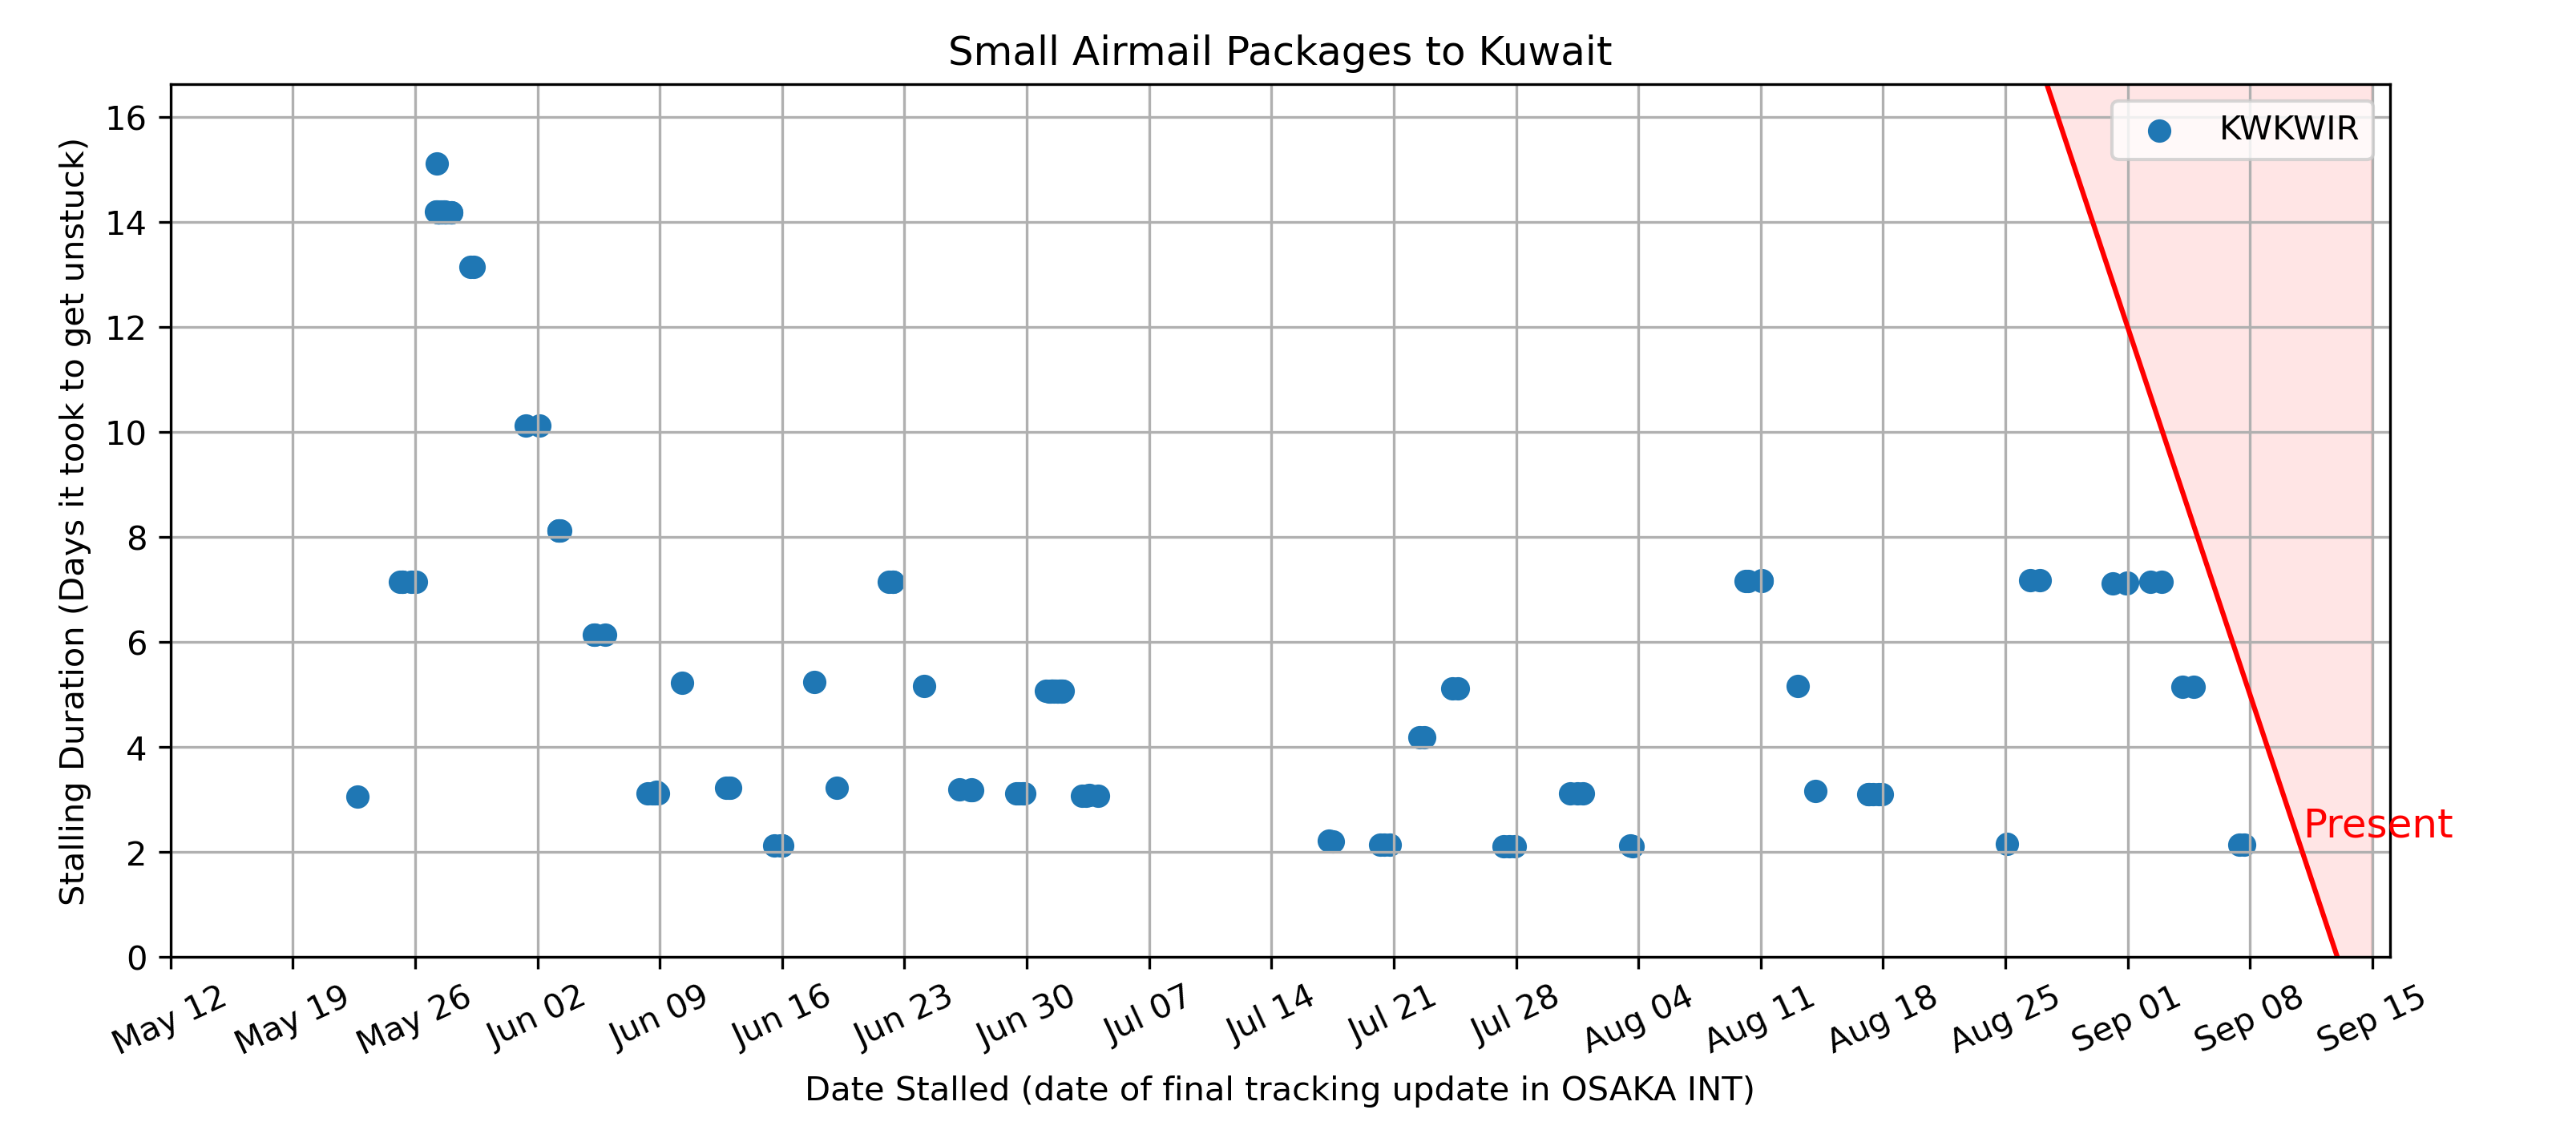 Small Airmail Packages to Kuwait
Stalling Duration (Days it took to get unstuck)
16
14
12
10
8
6
4
2
0
KWKWIR
Present
May 12
May 19
May 26
Jun 02
Jun 09
Jun 16
Jun 23
Jun 30
Jul 07
Jul 14
Jul 21
Jul 28
Aug 04
Aug 11
Aug 18
Aug 25
Sep 01
Sep 08
Sep 15
Date Stalled (date of final tracking update in OSAKA INT)